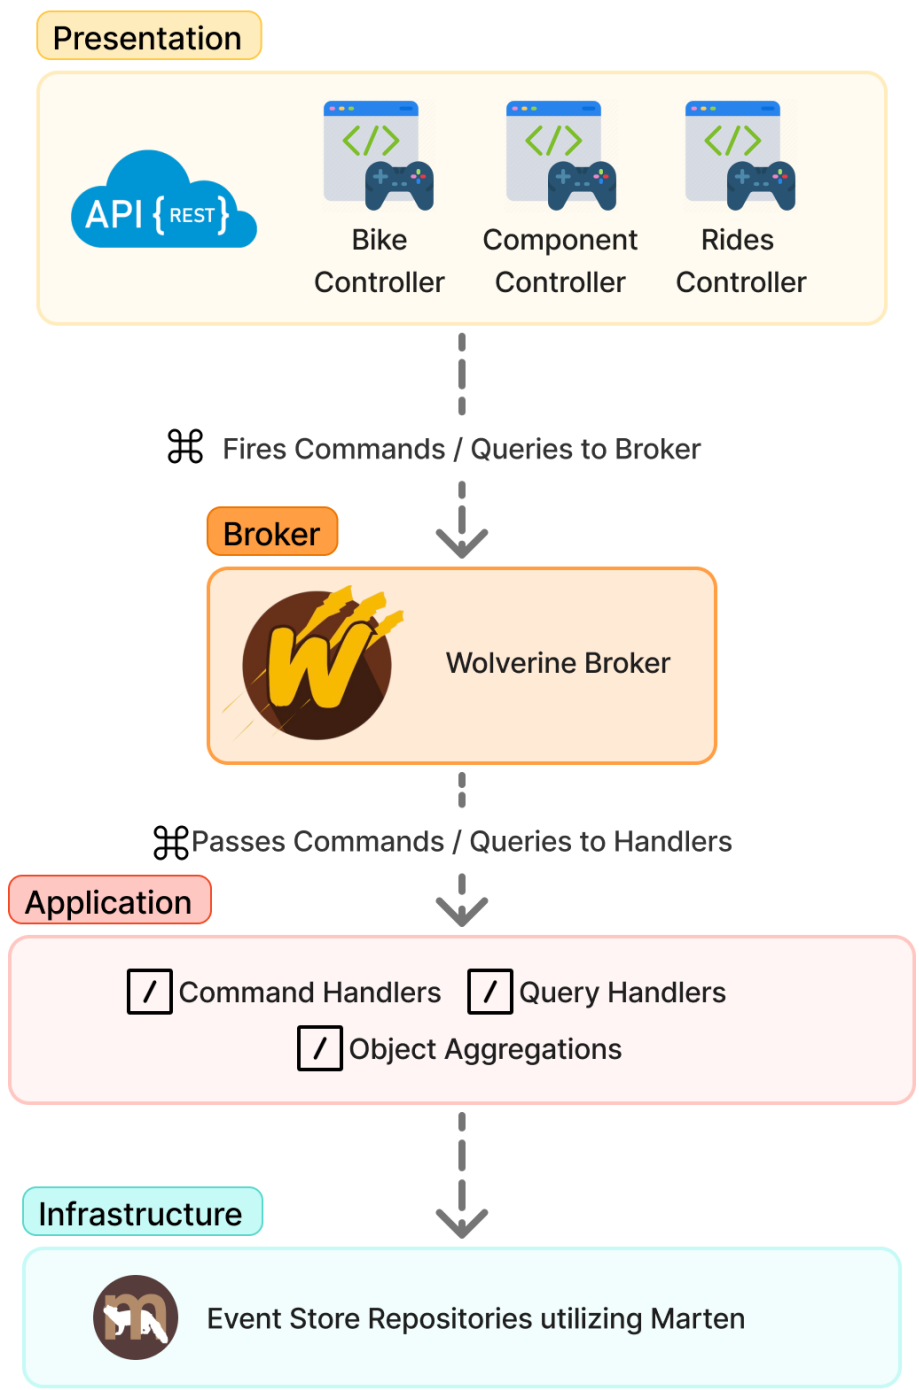 Presentation
API {REST}
Bike
Controller
Component
Controller
Rides
Controller
Fires Commands / Queries to Broker
Broker
W
Wolverine Broker
Passes Commands / Queries to Handlers
Application
/ Command Handlers
/ Query Handlers
/ Object Aggregations
Infrastructure
m
Event Store Repositories utilizing Marten